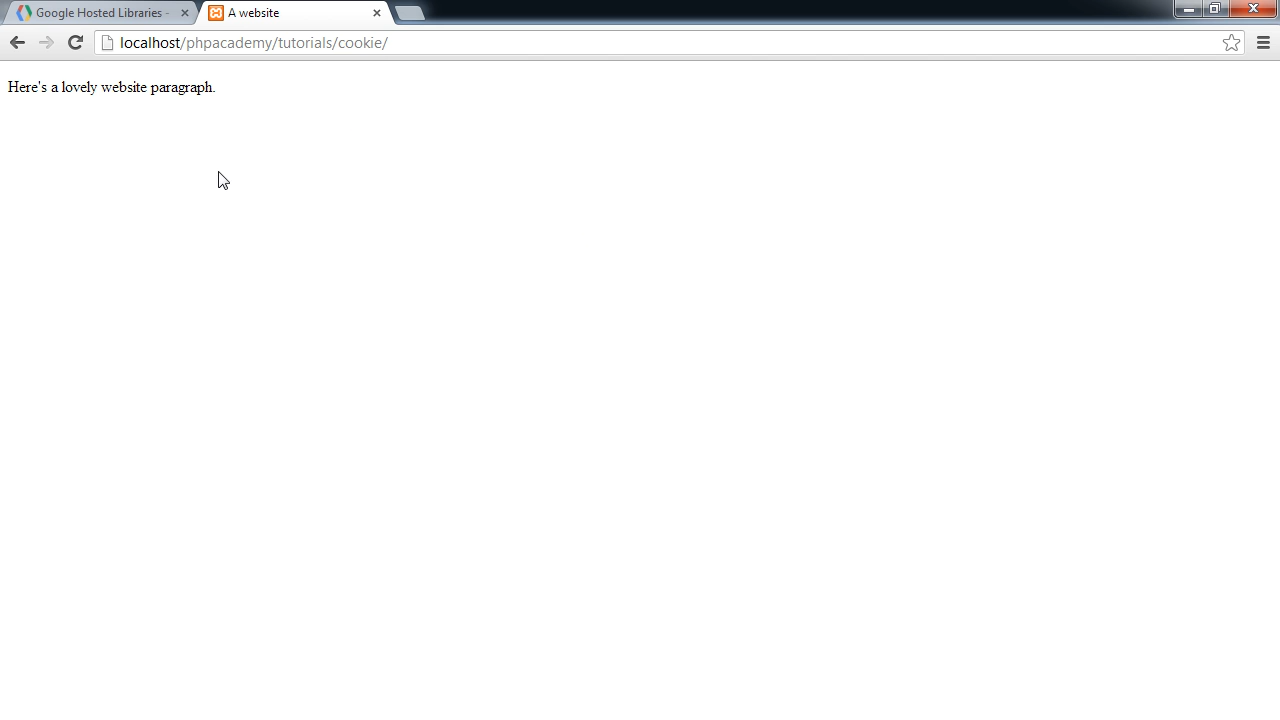 Google Hosted Libraries -
A website
localhost/phpacademy/tutorials/cookie/
Here's a lovely website paragraph.